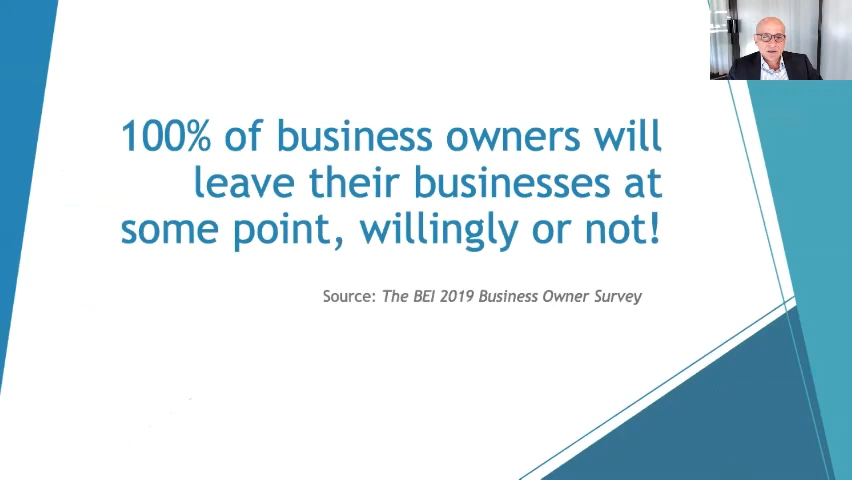 100% of business owners will
leave their businesses at
some point, willingly or not!
Source: The BEI 2019 Business Owner Survey